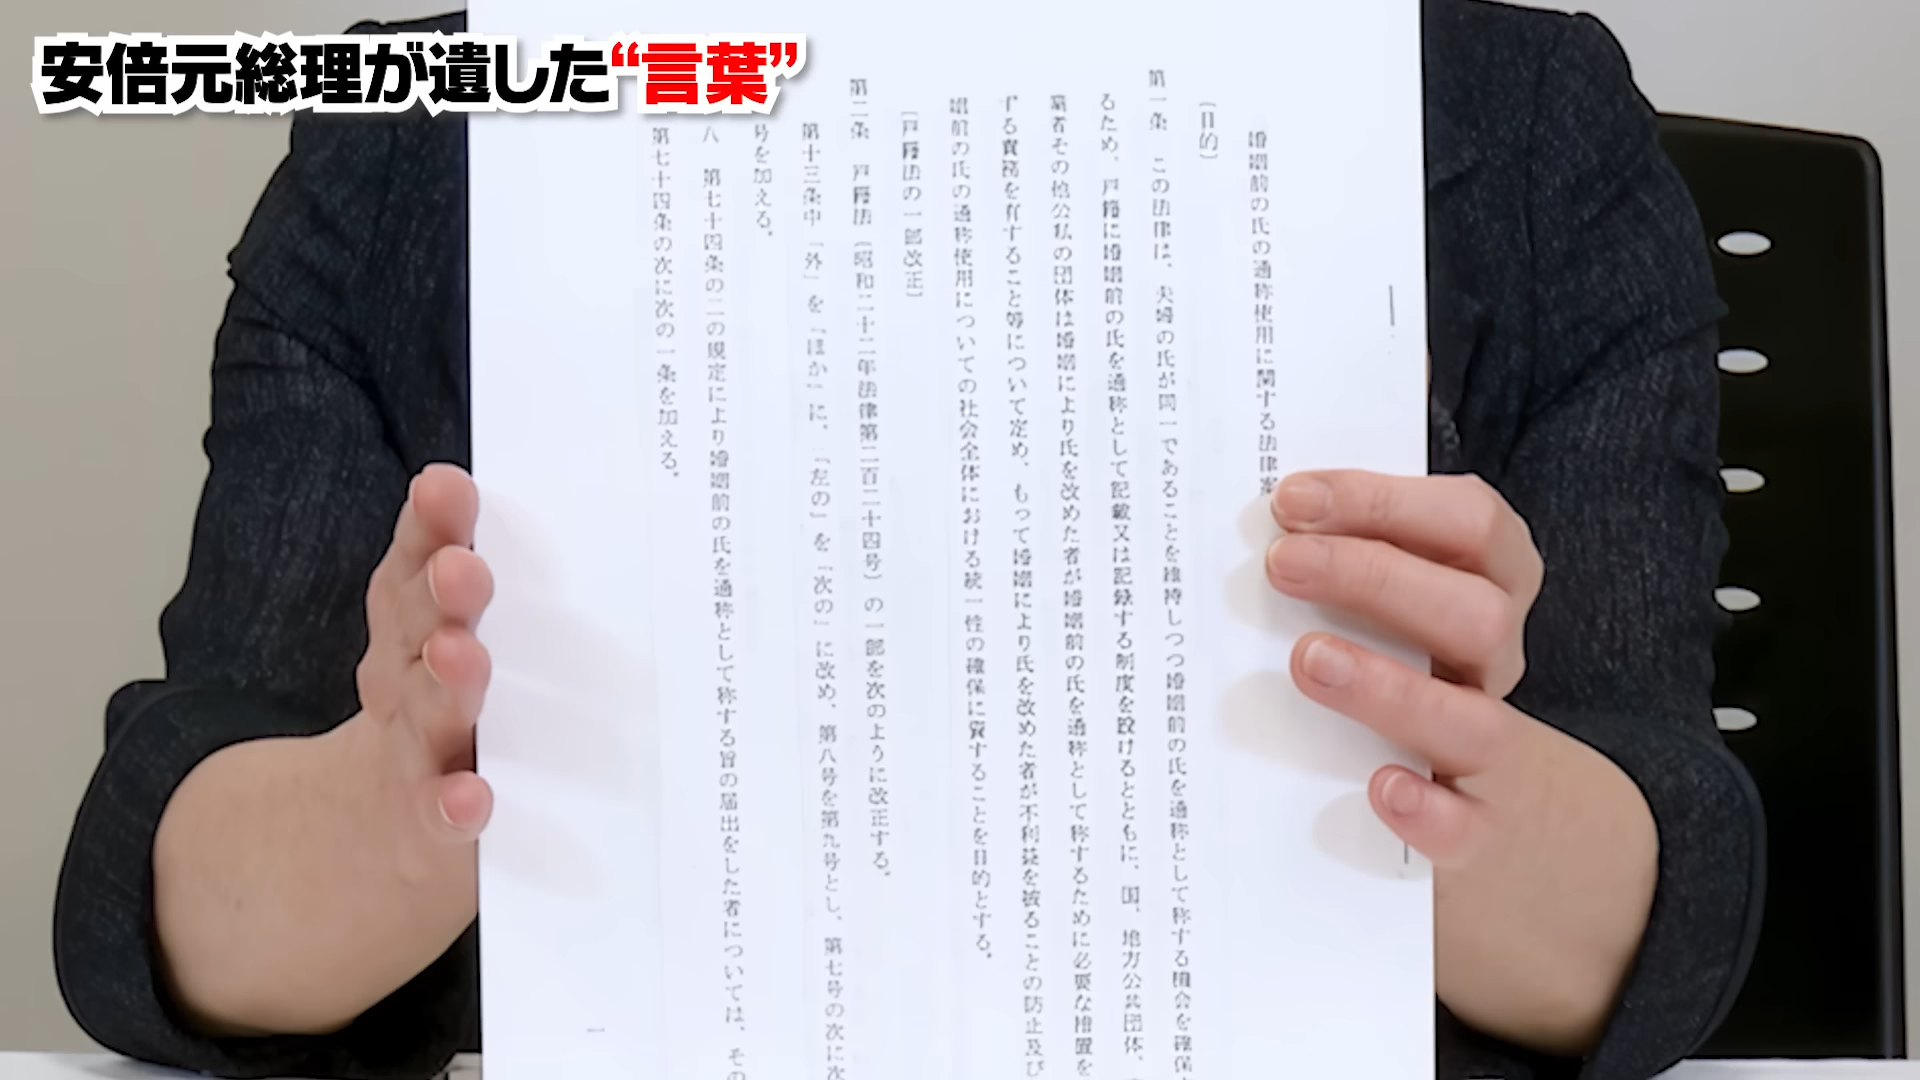 安倍元総理が遺した“言葉”
婚姻前の氏の通称使用に関する法律案
（目的）
第一条　この法律は、夫婦の氏が同一であることを維持しつつ婚姻前の氏を通称として称する機会を確保す
るため、戸籍に婚姻前の氏を通称として記載又は記録する制度を設けるとともに、国、地方公共団体、
業者その他公私の団体は婚姻により氏を改めた者が婚姻前の氏を通称として称するために必要な措置を
する責務を有すること等について定め、もって婚姻により氏を改めた者が不利益を被ることの防止及び
婚姻前の氏の通称使用についての社会全体における統一性の確保に資することを目的とする。
（戸籍法の一部改正）
第二条　戸籍法（昭和二十二年法律第二百二十四号）の一部を次のように改正する。
第十三条中「外」を「ほか」に、「左の」を「次の」に改め、第八号を第九号とし、第七号の次に次
号を加える。
八　第七十四条の二の規定により婚姻前の氏を通称として称する旨の届出をした者については、その
第七十四条の次に次の一条を加える。
一